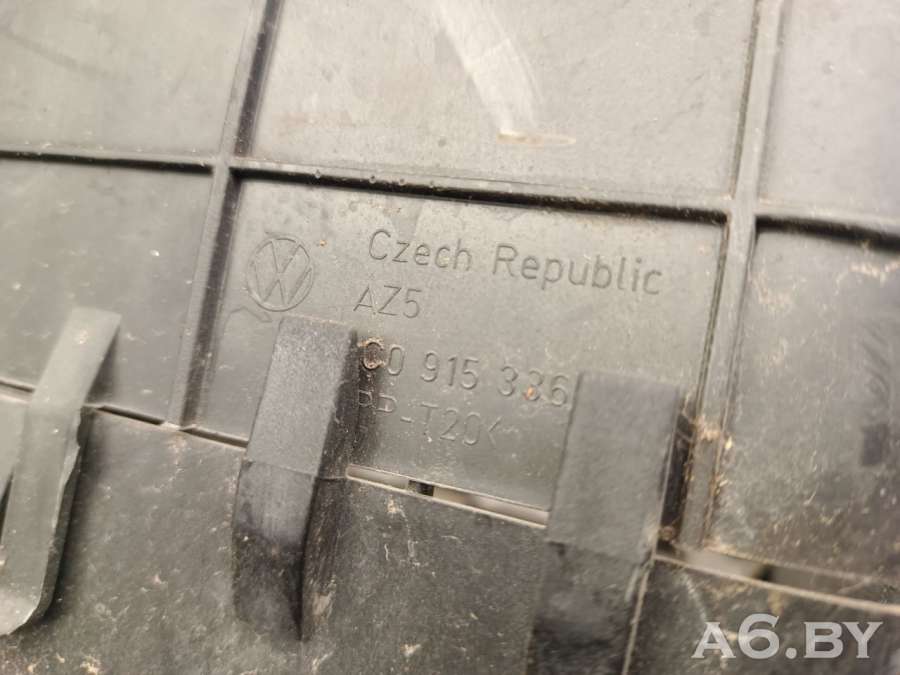 Czech Republic
AZ5
C0 915 336
PP-T20<
A6.BY